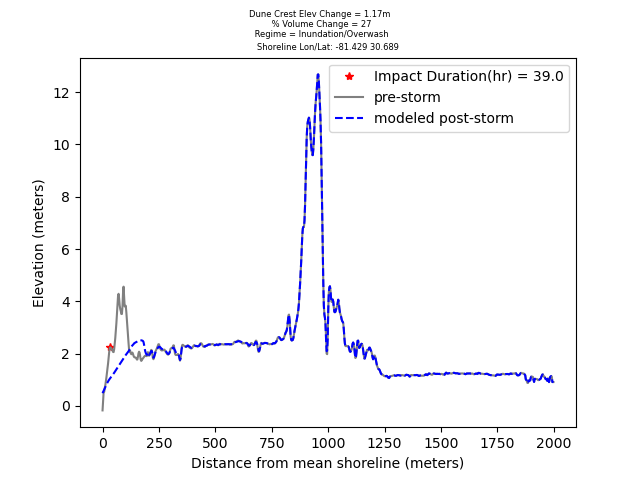 Dune Crest Elev Change = 1.17m
% Volume Change = 27
Regime = Inundation/Overwash
Shoreline Lon/Lat: -81.429 30.689
Impact Duration(hr) = 39.0
pre-storm
modeled post-storm
12
10
8
6
4
2
0
Elevation (meters)
0 250 500 750 1000 1250 1500 1750 2000
Distance from mean shoreline (meters)